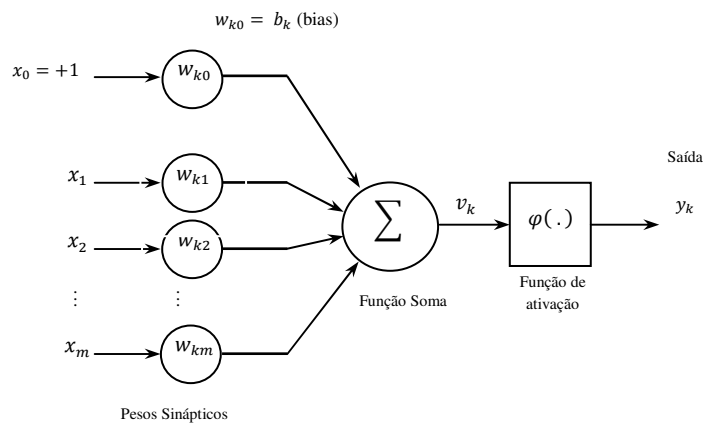 w_{k0} = b_k (bias)
x_0 = +1
w_{k0}
x_1
w_{k1}
x_2
w_{k2}
⋮
⋮
x_m
w_{km}
Pesos Sinápticos
∑
Função Soma
v_k
φ( . )
Função de
ativação
Saída
y_k